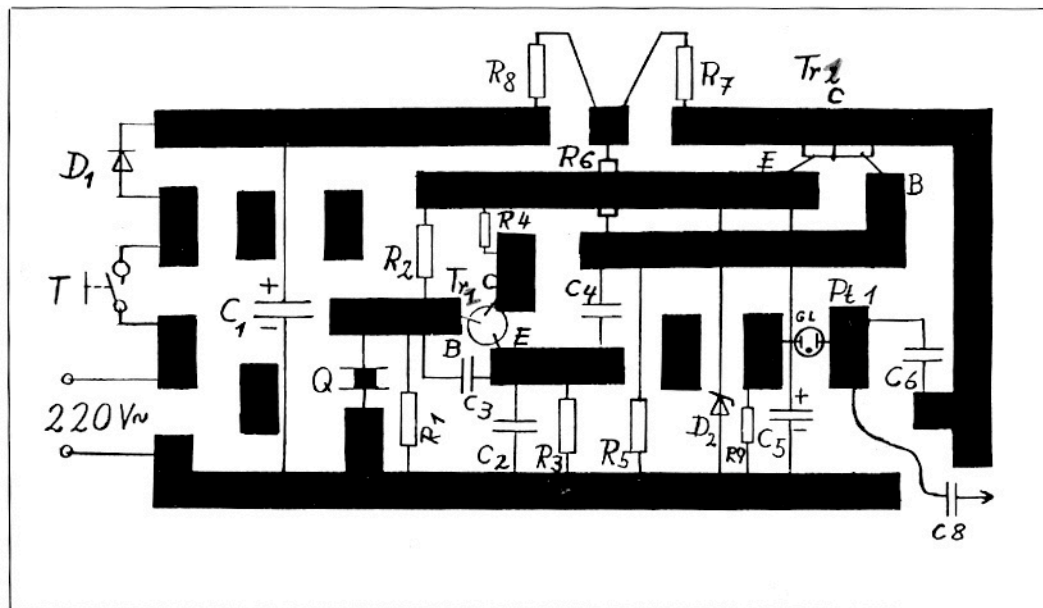 R8
R7
Tr2
C
D1
R6
E
B
R4
R2
T
C1
+
-
Tr1
C
C4
Pt1
GL
B
E
Q
C3
C6
+
-
220V~
R1
C2
R3
R5
D2
R9
C5
C8